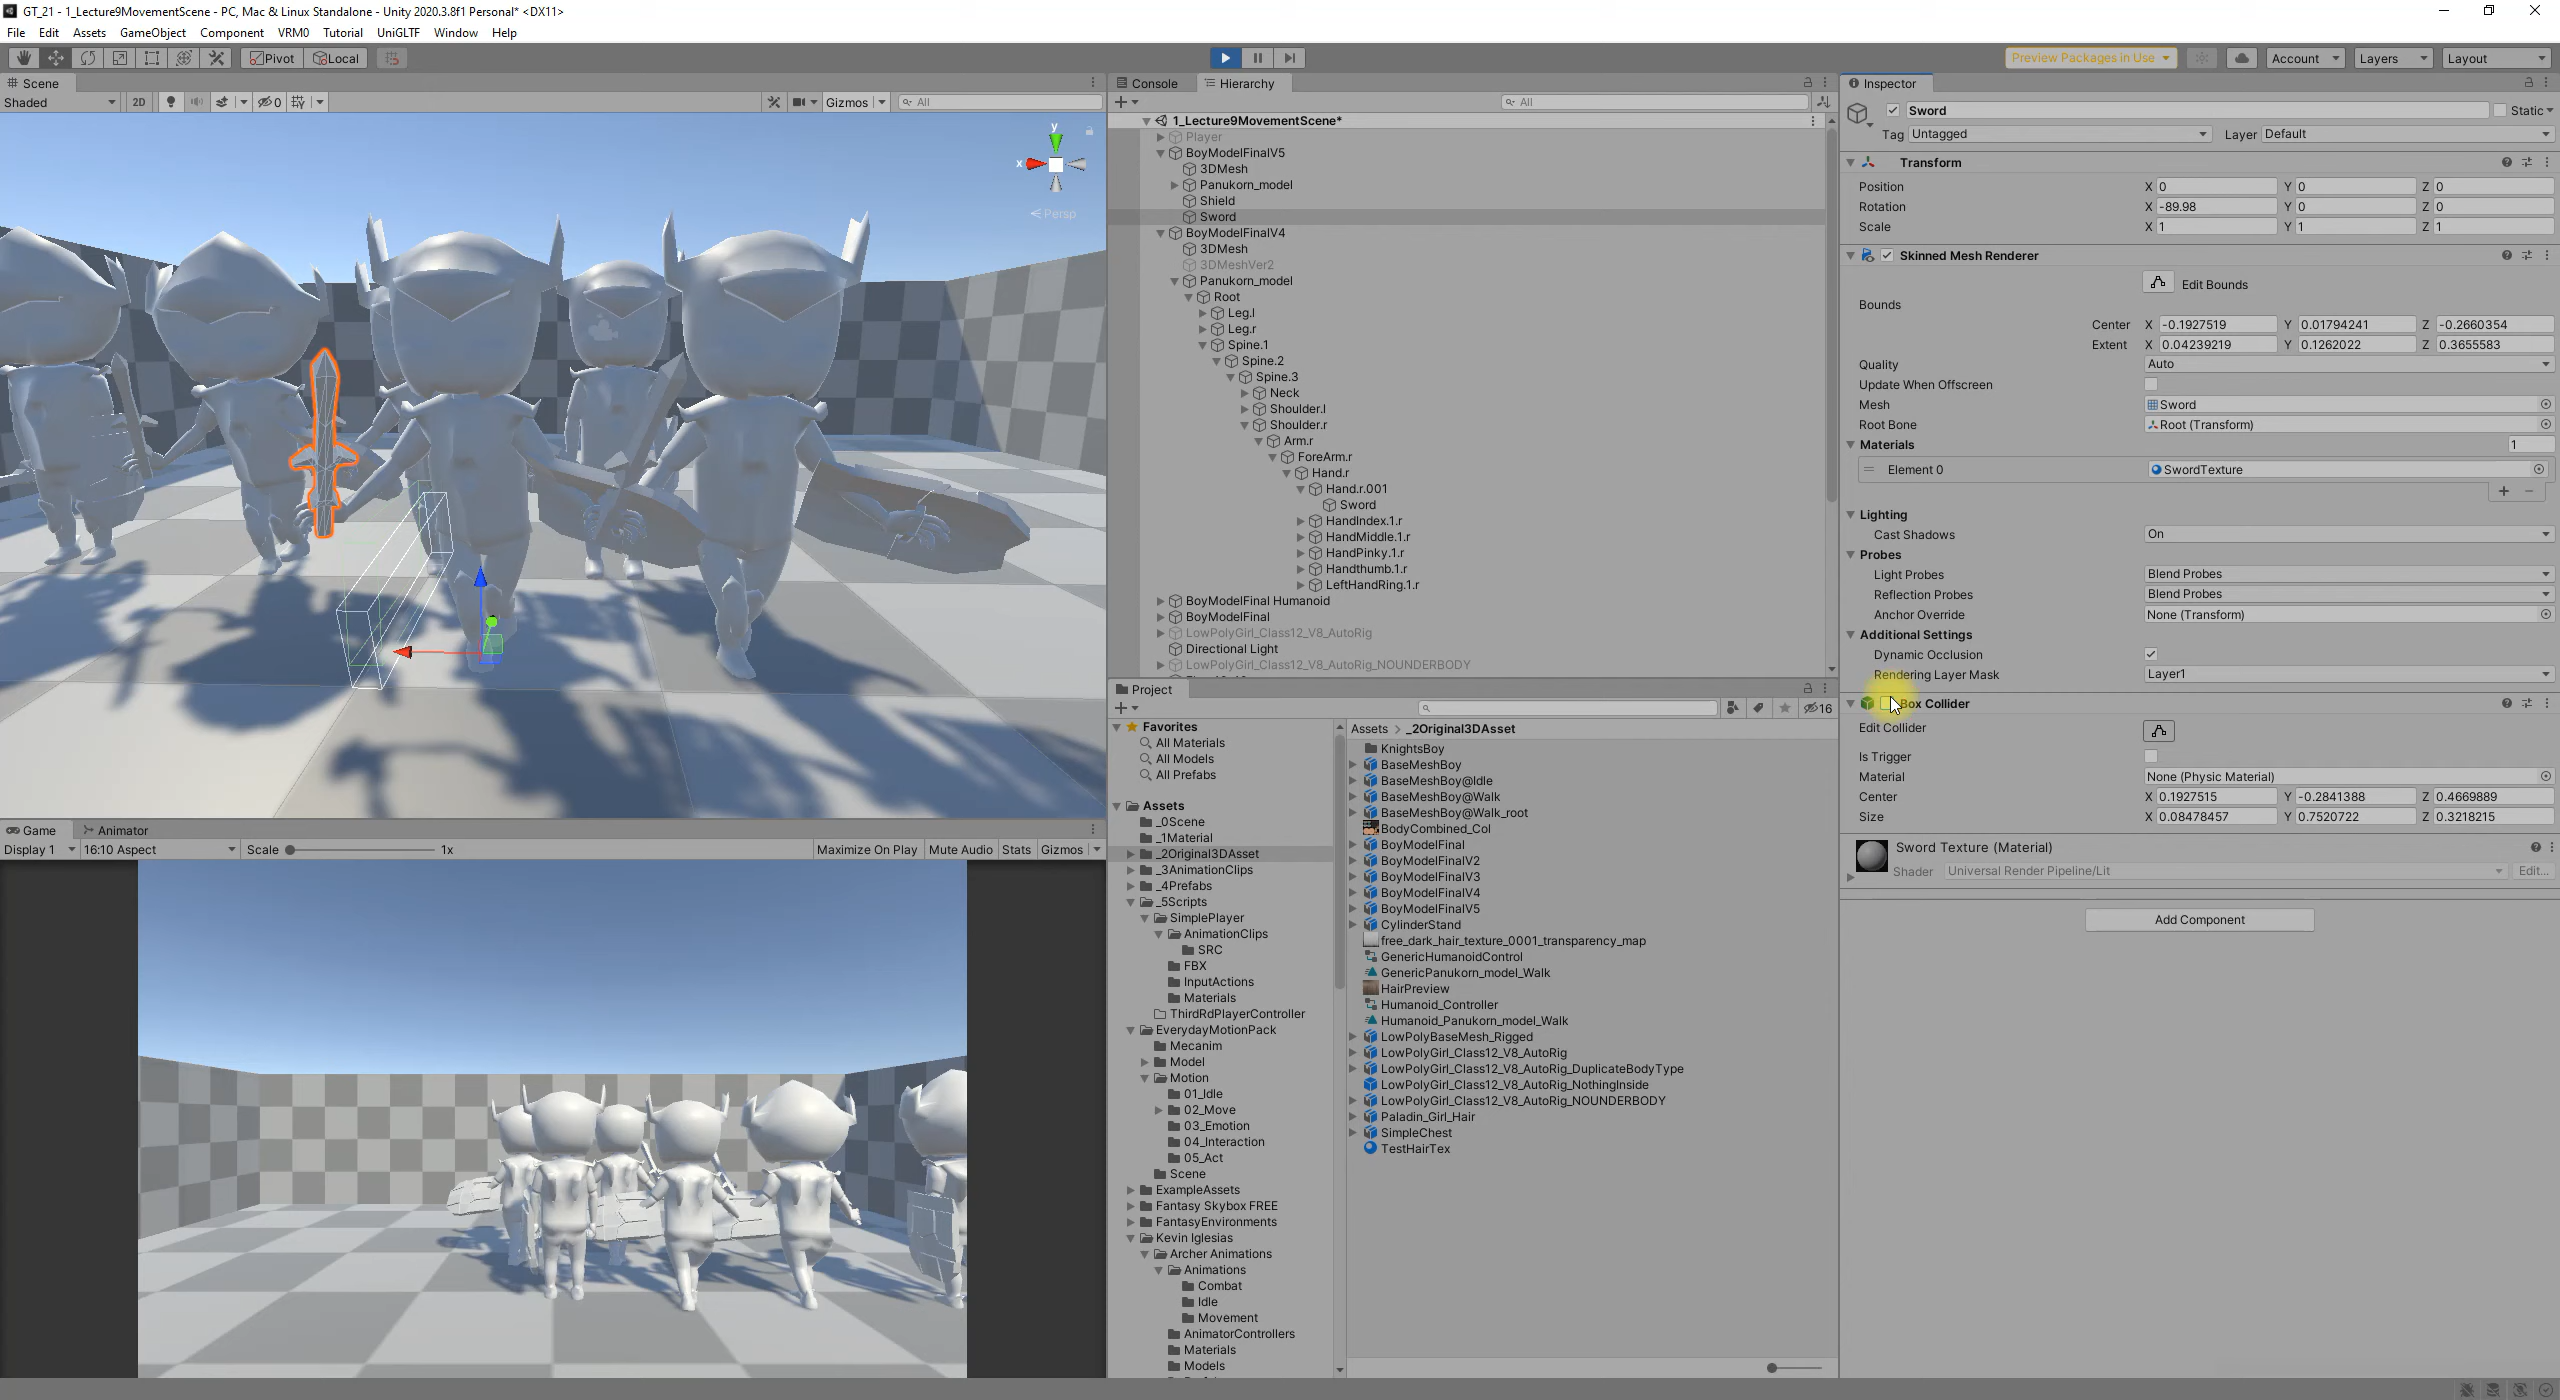 GT_21 - 1_Lecture9MovementScene - PC, Mac & Linux Standalone - Unity 2020.3.8f1 Personal* <DX11>
File Edit Assets GameObject Component VRM0 Tutorial UniGLTF Window Help
Pivot Local
Preview Packages in Use Account Layers Layout
Scene
Shaded 2D 0 Gizmos All
y
x
Persp
Game Animator
Display 1 16:10 Aspect Scale 1x Maximize On Play Mute Audio Stats Gizmos
Console Hierarchy
All
1_Lecture9MovementScene*
Player
BoyModelFinalV5
3DMesh
Panukorn_model
Shield
Sword
BoyModelFinalV4
3DMesh
3DMeshVer2
Panukorn_model
Root
Leg.l
Leg.r
Spine.1
Spine.2
Spine.3
Neck
Shoulder.l
Shoulder.r
Arm.r
ForeArm.r
Hand.r
Hand.r.001
Sword
HandIndex.1.r
HandMiddle.1.r
HandPinky.1.r
Handthumb.1.r
LeftHandRing.1.r
BoyModelFinal Humanoid
BoyModelFinal
LowPolyGirl_Class12_V8_AutoRig
Directional Light
LowPolyGirl_Class12_V8_AutoRig_NOUNDERBODY
Project
16
Favorites
All Materials
All Models
All Prefabs
Assets
_0Scene
_1Material
_2Original3DAsset
_3AnimationClips
_4Prefabs
_5Scripts
SimplePlayer
AnimationClips
SRC
FBX
InputActions
Materials
ThirdRdPlayerController
EverydayMotionPack
Mecanim
Model
Motion
01_Idle
02_Move
03_Emotion
04_Interaction
05_Act
Scene
ExampleAssets
Fantasy Skybox FREE
FantasyEnvironments
Kevin Iglesias
Archer Animations
Animations
Combat
Idle
Movement
AnimatorControllers
Materials
Models
Assets > _2Original3DAsset
KnightsBoy
BaseMeshBoy
BaseMeshBoy@Idle
BaseMeshBoy@Walk
BaseMeshBoy@Walk_root
BodyCombined_Col
BoyModelFinal
BoyModelFinalV2
BoyModelFinalV3
BoyModelFinalV4
BoyModelFinalV5
CylinderStand
free_dark_hair_texture_0001_transparency_map
GenericHumanoidControl
GenericPanukorn_model_Walk
HairPreview
Humanoid_Controller
Humanoid_Panukorn_model_Walk
LowPolyBaseMesh_Rigged
LowPolyGirl_Class12_V8_AutoRig
LowPolyGirl_Class12_V8_AutoRig_DuplicateBodyType
LowPolyGirl_Class12_V8_AutoRig_NothingInside
LowPolyGirl_Class12_V8_AutoRig_NOUNDERBODY
Paladin_Girl_Hair
SimpleChest
TestHairTex
Inspector
Sword Static
Tag Untagged Layer Default
Transform
Position X 0 Y 0 Z 0
Rotation X -89.98 Y 0 Z 0
Scale X 1 Y 1 Z 1
Skinned Mesh Renderer
Edit Bounds
Bounds
Center X -0.1927519 Y 0.01794241 Z -0.2660354
Extent X 0.04239219 Y 0.1262022 Z 0.3655583
Quality Auto
Update When Offscreen
Mesh Sword
Root Bone Root (Transform)
Materials 1
Element 0 SwordTexture
Lighting
Cast Shadows On
Probes
Light Probes Blend Probes
Reflection Probes Blend Probes
Anchor Override None (Transform)
Additional Settings
Dynamic Occlusion
Rendering Layer Mask Layer1
Box Collider
Edit Collider
Is Trigger
Material None (Physic Material)
Center X 0.1927515 Y -0.2841388 Z 0.4669889
Size X 0.08478457 Y 0.7520722 Z 0.3218215
Sword Texture (Material)
Shader Universal Render Pipeline/Lit Edit...
Add Component